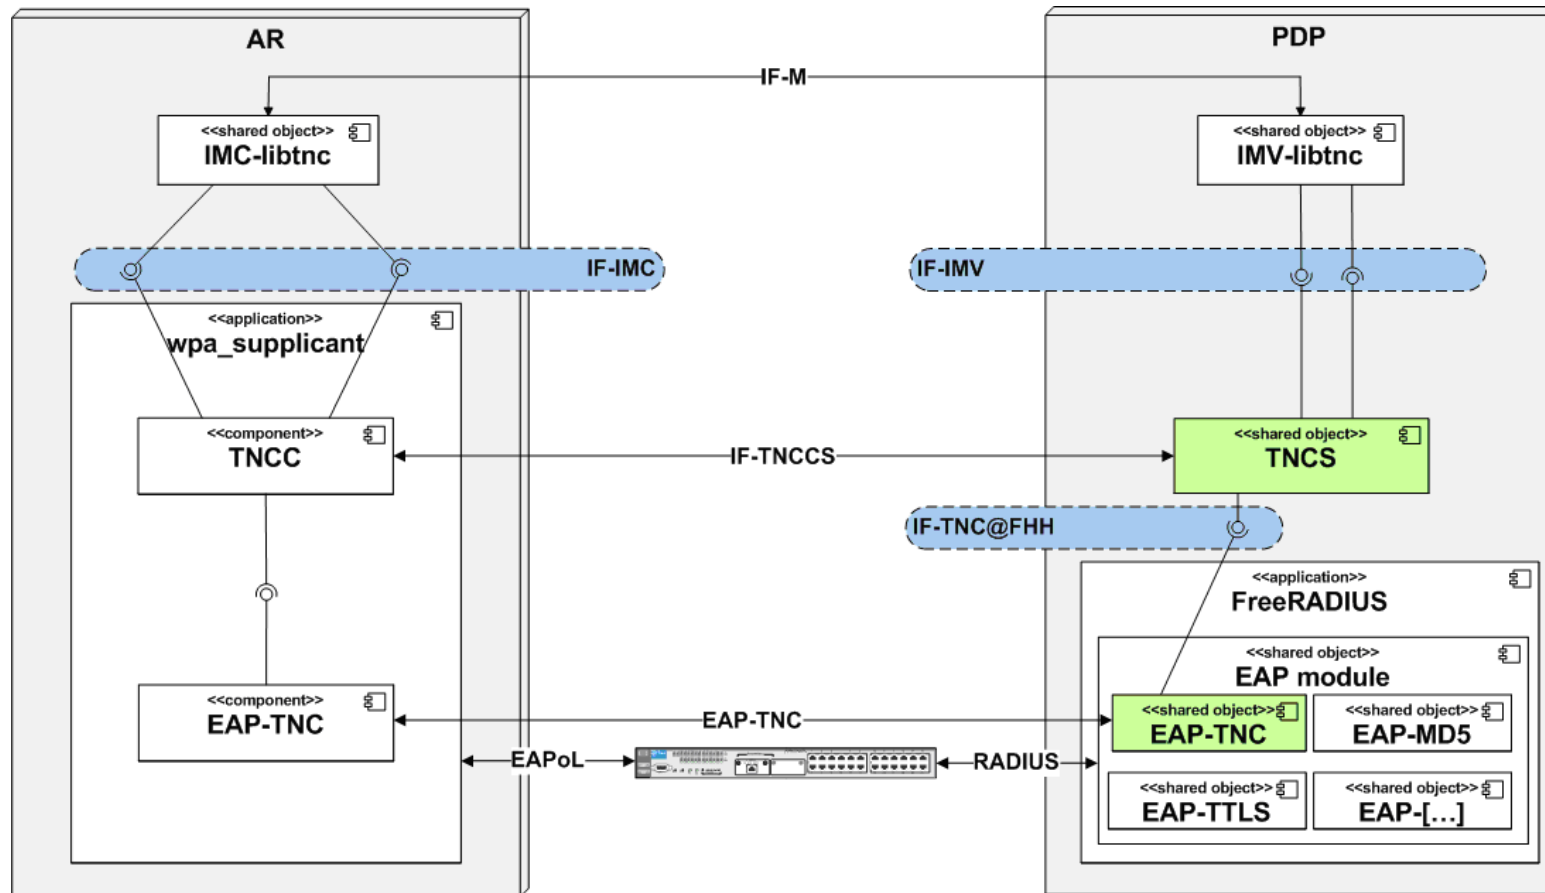 AR
PDP
IF-M
<<shared object>>
IMC-libtnc
<<shared object>>
IMV-libtnc
IF-IMC
IF-IMV
<<application>>
wpa_supplicant
<<component>>
TNCC
IF-TNCCS
<<shared object>>
TNCS
IF-TNC@FHH
<<application>>
FreeRADIUS
<<shared object>>
EAP module
<<component>>
EAP-TNC
EAP-TNC
<<shared object>>
EAP-TNC
<<shared object>>
EAP-MD5
EAPoL
RADIUS
<<shared object>>
EAP-TTLS
<<shared object>>
EAP-[...]